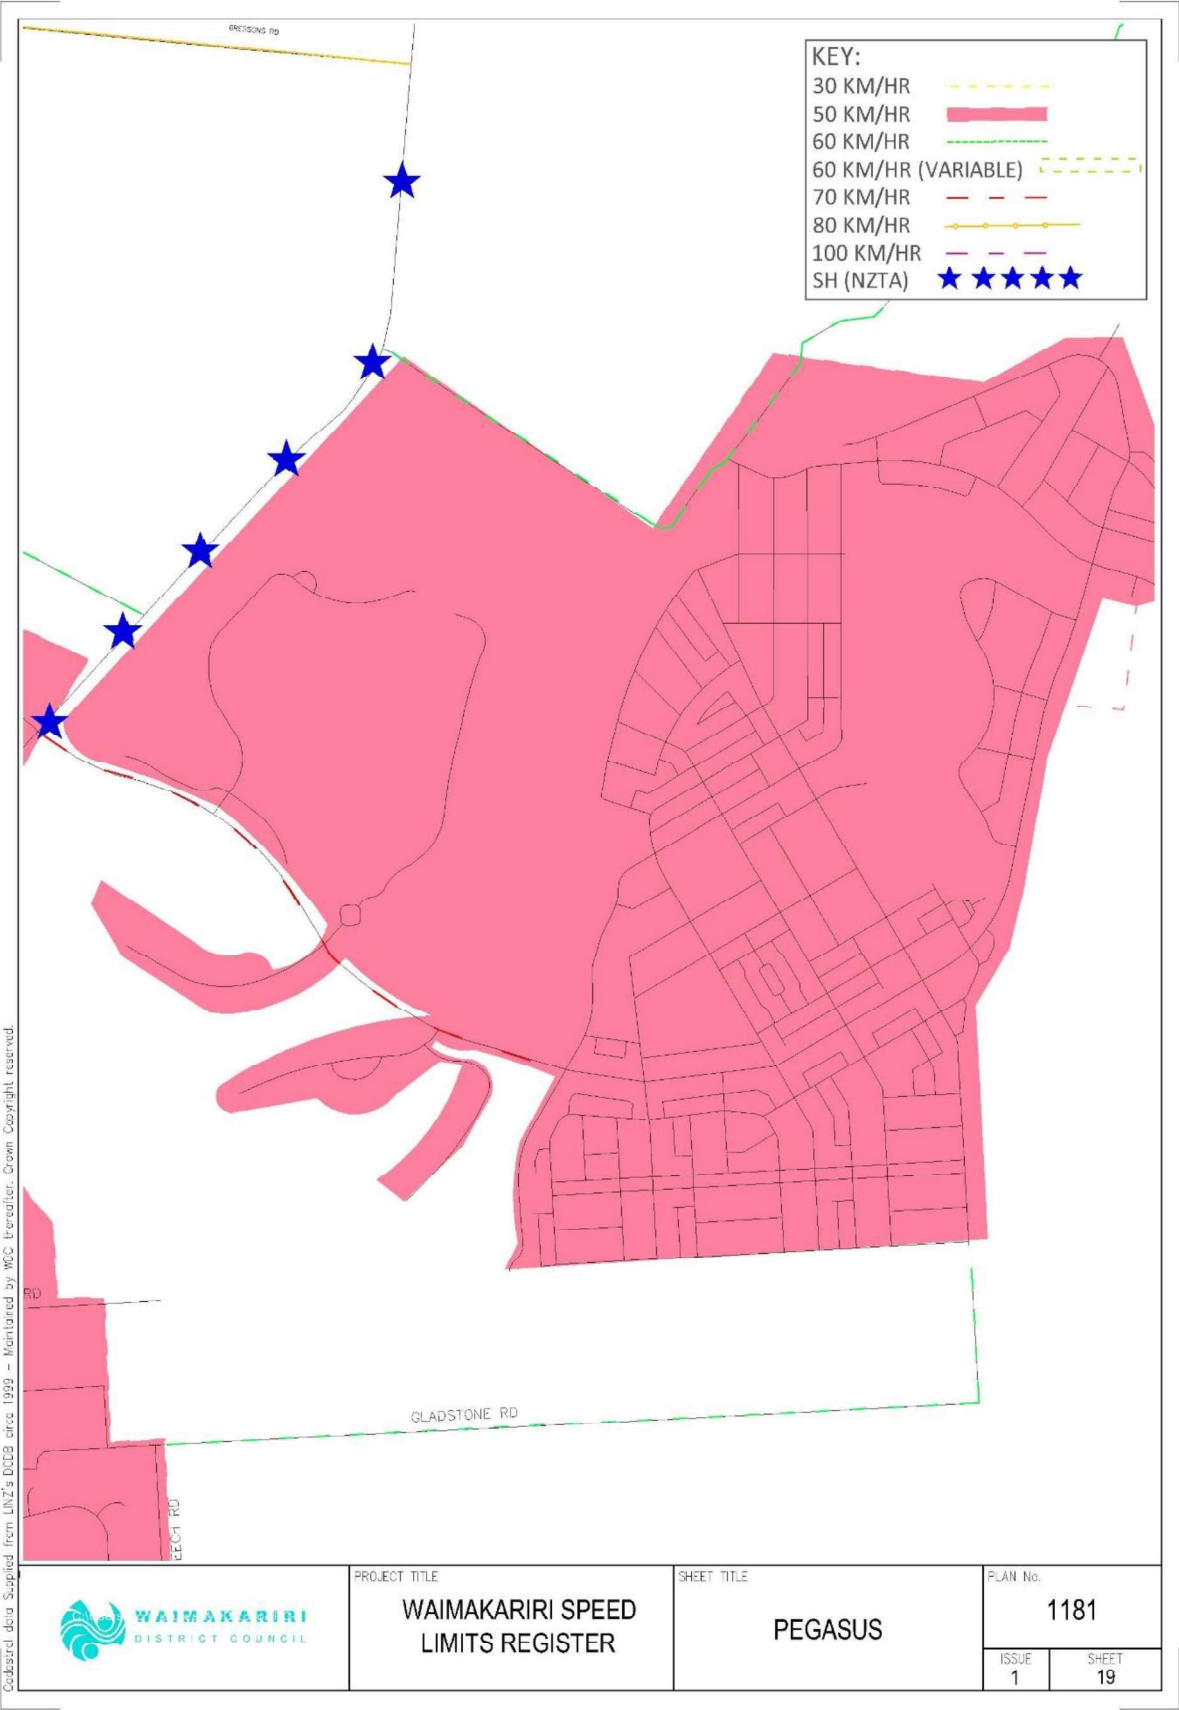 GRESSONS RD
KEY:
30 KM/HR
50 KM/HR
60 KM/HR
60 KM/HR (VARIABLE)
70 KM/HR
80 KM/HR
100 KM/HR
SH (NZTA)
RD
GLADSTONE RD
RD
Cadastral data Supplied from LINZ's DCDB circa 1999 - Maintained by WDC thereafter. Crown Copyright reserved.
WAIMAKARIRI
DISTRICT COUNCIL
PROJECT TITLE
WAIMAKARIRI SPEED
LIMITS REGISTER
SHEET TITLE
PEGASUS
PLAN No.
1181
ISSUE
1
SHEET
19